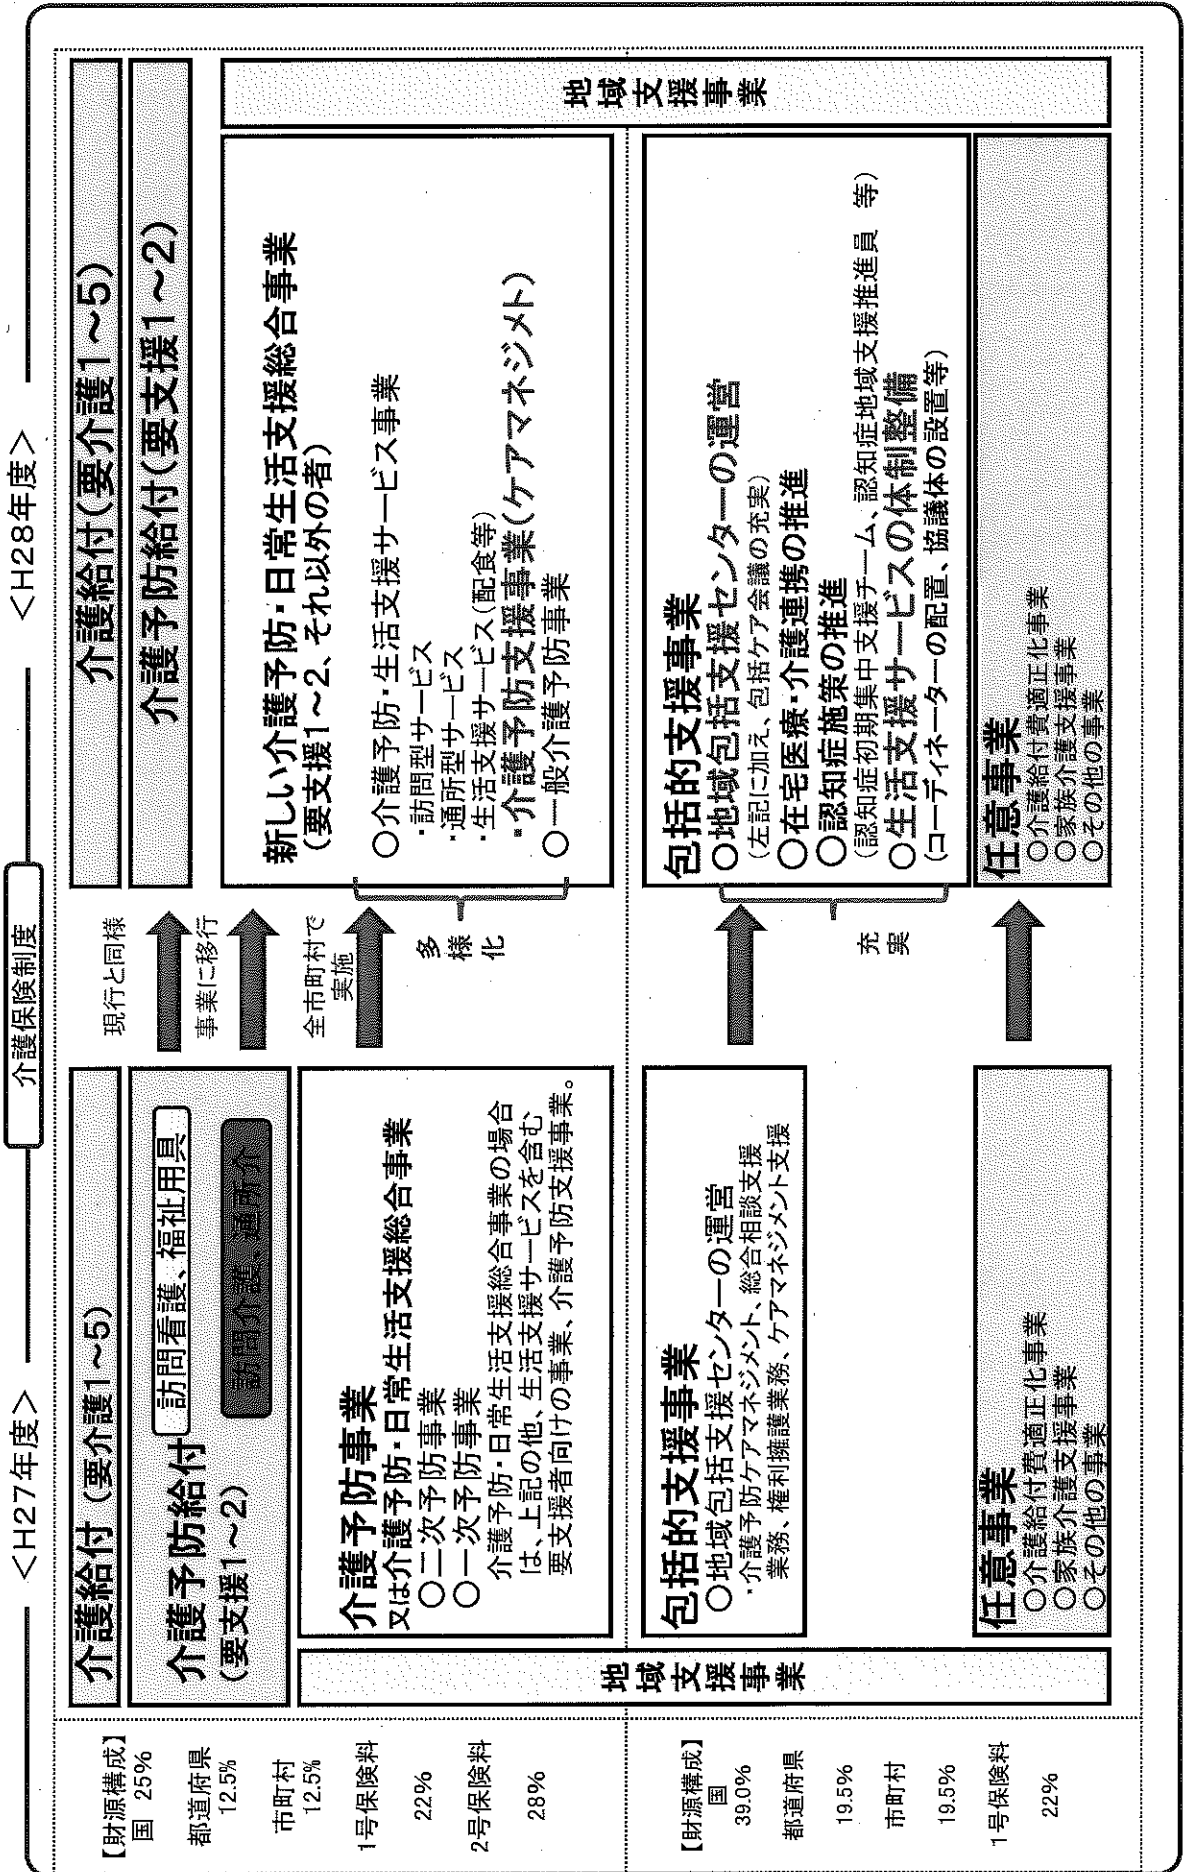 介護保険制度
<H27年度>
<H28年度>
【財源構成】
国 25%
都道府県
12.5%
市町村
12.5%
1号保険料
22%
2号保険料
28%
【財源構成】
国
39.0%
都道府県
19.5%
市町村
19.5%
1号保険料
22%
介護給付(要介護1~5)
介護予防給付
(要支援1~2)
訪問看護、福祉用具
訪問介護、通所介
地域支援事業
介護予防事業
又は介護予防・日常生活支援総合事業
○二次予防事業
○一次予防事業
介護予防・日常生活支援総合事業の場合
は、上記の他、生活支援サービスを含む
要支援者向けの事業、介護予防支援事業。
包括的支援事業
○地域包括支援センターの運営
・介護予防ケアマネジメント、総合相談支援
業務、権利擁護業務、ケアマネジメント支援
任意事業
○介護給付費適正化事業
○家族介護支援事業
○その他の事業
現行と同様
事業に移行
全市町村で
実施
多様化
充実
介護給付(要介護1~5)
介護予防給付(要支援1~2)
新しい介護予防・日常生活支援総合事業
(要支援1~2、それ以外の者)
○介護予防・生活支援サービス事業
・訪問型サービス
・通所型サービス
・生活支援サービス(配食等)
・介護予防支援事業(ケアマネジメト)
○一般介護予防事業
包括的支援事業
○地域包括支援センターの運営
(左記に加え、包括ケア会議の充実)
○在宅医療・介護連携の推進
○認知症施策の推進
(認知症初期集中支援チーム、認知症地域支援推進員 等)
○生活支援サービスの体制整備
(コーディネーターの配置、協議体の設置等)
任意事業
○介護給付費適正化事業
○家族介護支援事業
○その他の事業
地域支援事業